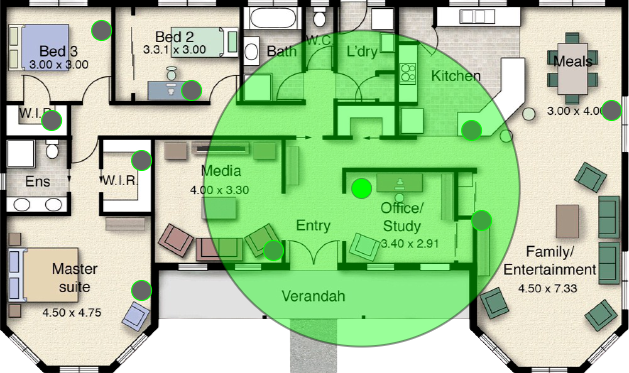 Bed 3
3.00 x 3.00
Bed 2
3.3.1 x 3.00
Bath
W.C.
L'dry
Kitchen
Meals
3.00 x 4.00
W.I.R.
Ens
W.I.R.
Media
4.00 x 3.30
Entry
Office/
Study
3.40 x 2.91
Master
suite
4.50 x 4.75
Verandah
Family/
Entertainment
4.50 x 7.33